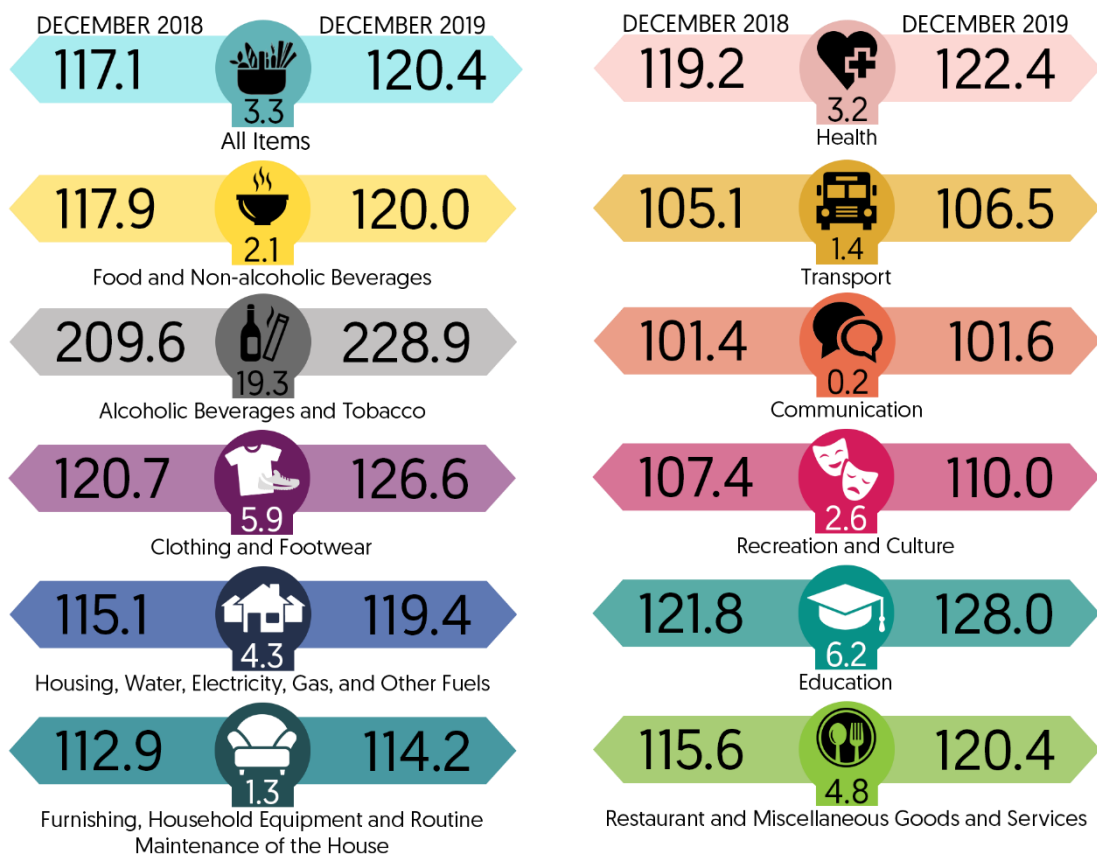 DECEMBER 2018 DECEMBER 2019
117.1 120.4
3.3
All Items
117.9 120.0
2.1
Food and Non-alcoholic Beverages
209.6 228.9
19.3
Alcoholic Beverages and Tobacco
120.7 126.6
5.9
Clothing and Footwear
115.1 119.4
4.3
Housing, Water, Electricity, Gas, and Other Fuels
112.9 114.2
1.3
Furnishing, Household Equipment and Routine
Maintenance of the House
DECEMBER 2018 DECEMBER 2019
119.2 122.4
3.2
Health
105.1 106.5
1.4
Transport
101.4 101.6
0.2
Communication
107.4 110.0
2.6
Recreation and Culture
121.8 128.0
6.2
Education
115.6 120.4
4.8
Restaurant and Miscellaneous Goods and Services